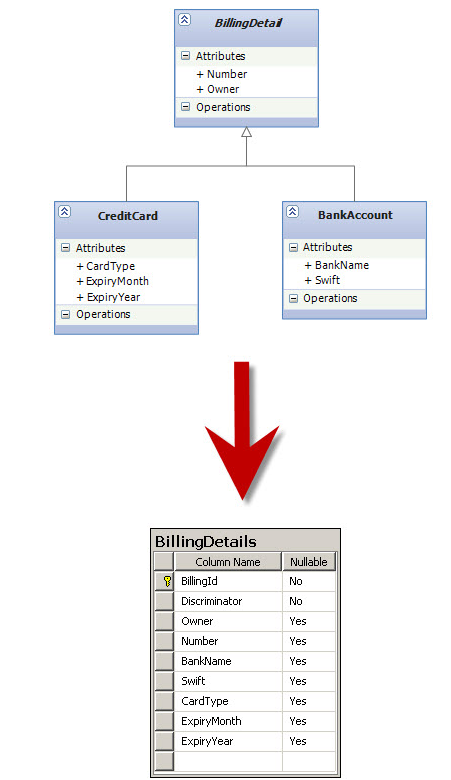 BillingDetail
Attributes
+ Number
+ Owner
Operations
CreditCard
Attributes
+ CardType
+ ExpiryMonth
+ ExpiryYear
Operations
BankAccount
Attributes
+ BankName
+ Swift
Operations
BillingDetails
Column Name Nullable
BillingId No
Discriminator No
Owner Yes
Number Yes
BankName Yes
Swift Yes
CardType Yes
ExpiryMonth Yes
ExpiryYear Yes